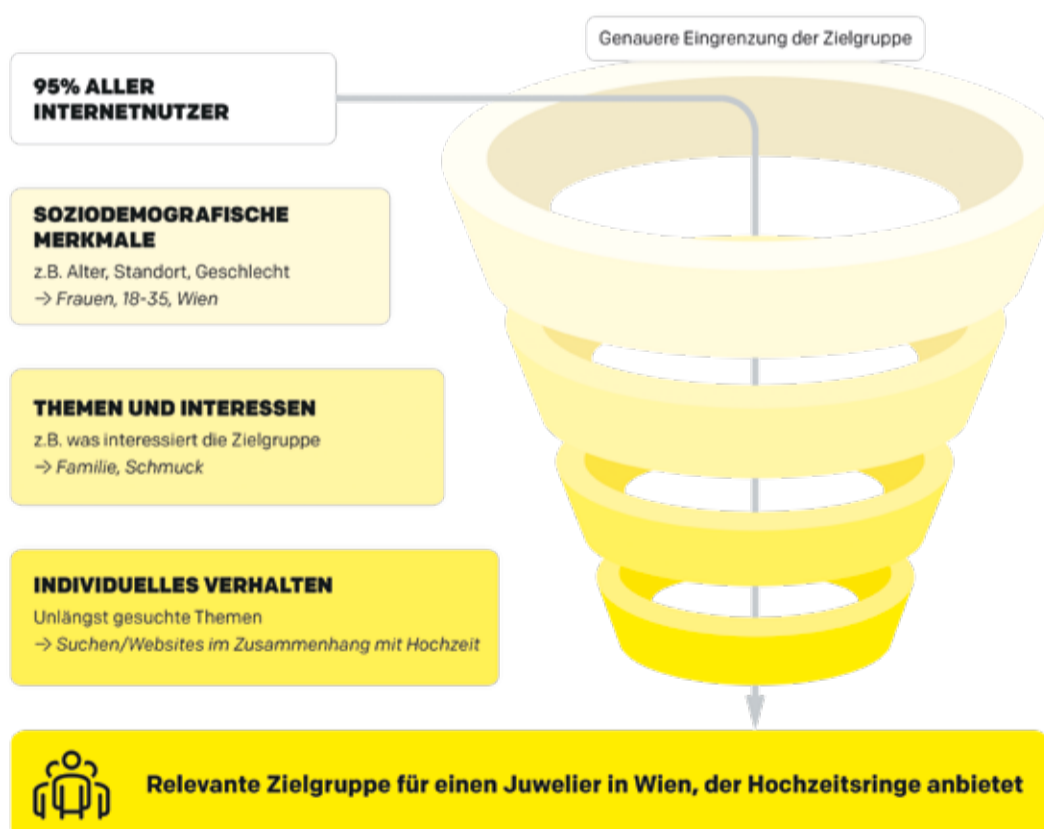 Genauere Eingrenzung der Zielgruppe
95% ALLER
INTERNETNUTZER
SOZIODEMOGRAFISCHE
MERKMALE
z.B. Alter, Standort, Geschlecht
→ Frauen, 18-35, Wien
THEMEN UND INTERESSEN
z.B. was interessiert die Zielgruppe
→ Familie, Schmuck
INDIVIDUELLES VERHALTEN
Unlängst gesuchte Themen
→ Suchen/Websites im Zusammenhang mit Hochzeit
Relevante Zielgruppe für einen Juwelier in Wien, der Hochzeitsringe anbietet